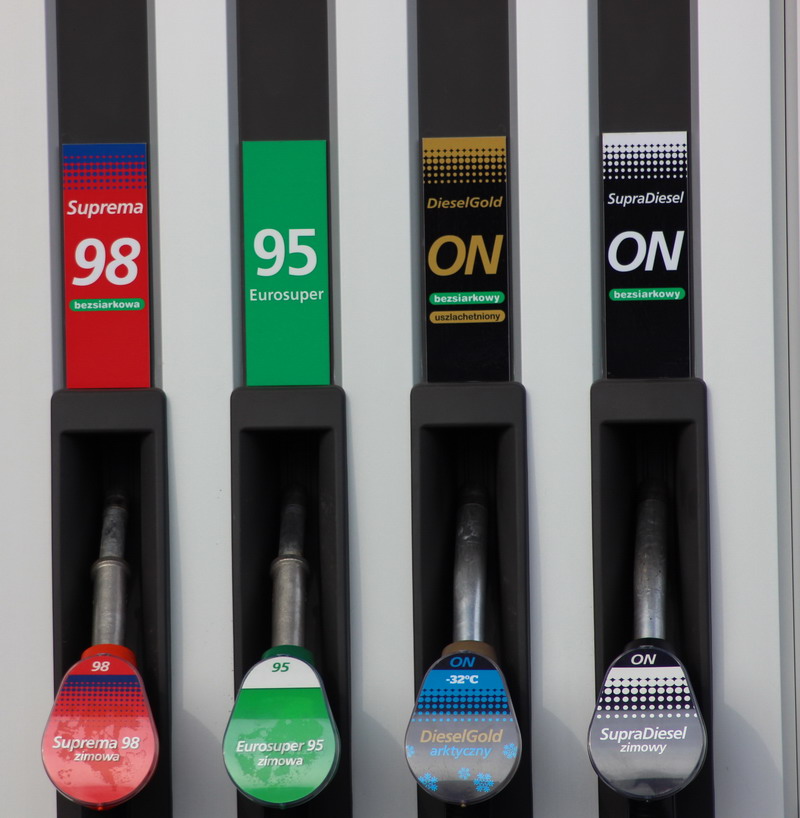 Suprema
98
bezsiarkowa
95
Eurosuper
DieselGold
ON
bezsiarkowy
uszlachetniony
SupraDiesel
ON
bezsiarkowy
98
Suprema 98
zimowa
95
Eurosuper 95
zimowa
ON
-32°C
DieselGold
arktyczny
ON
SupraDiesel
zimowy